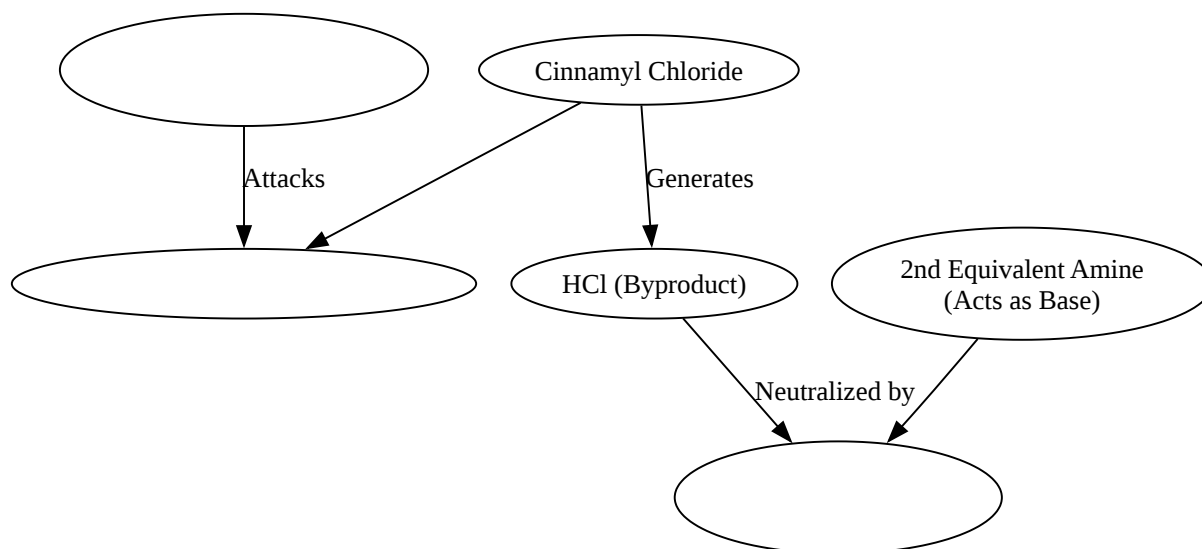 Cinnamyl Chloride
Attacks
Generates
HCl (Byproduct)
2nd Equivalent Amine
(Acts as Base)
Neutralized by